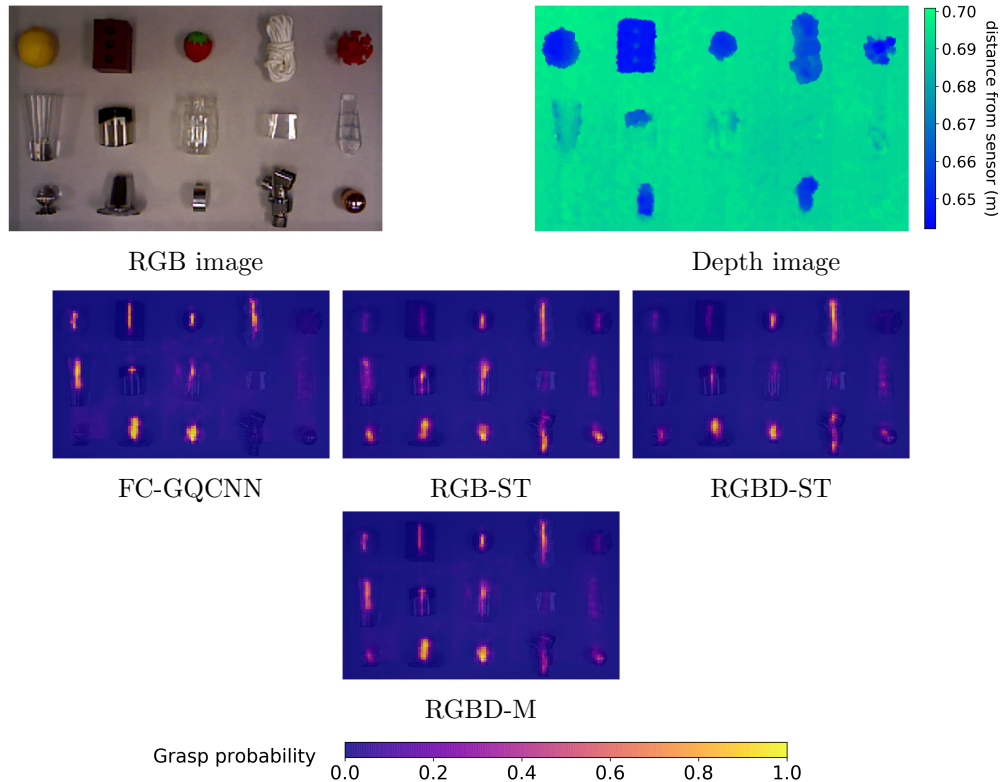 0.70
0.69
0.68
0.67
0.66
0.65
distance from sensor (m)
RGB image
Depth image
FC-GQCNN
RGB-ST
RGBD-ST
RGBD-M
Grasp probability
0.0 0.2 0.4 0.6 0.8 1.0